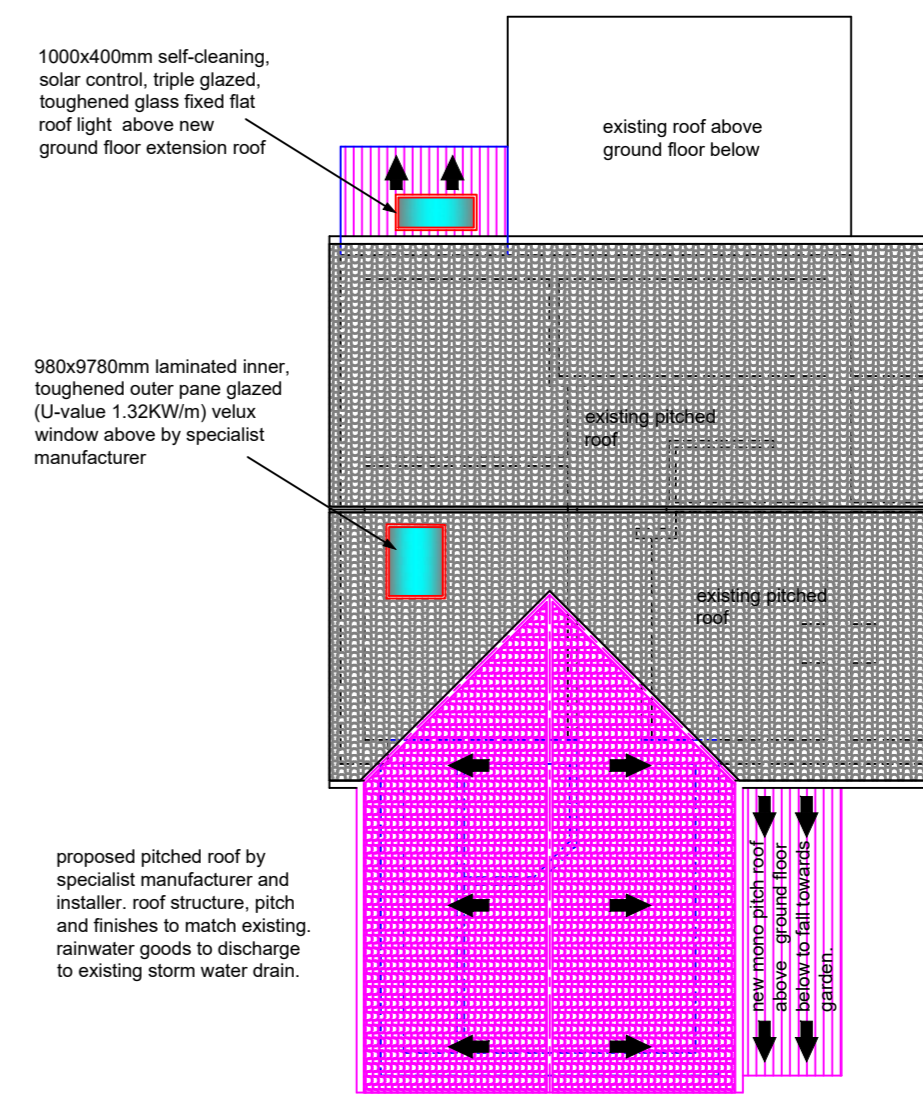 1000x400mm self-cleaning,
solar control, triple glazed,
toughened glass fixed flat
roof light above new
ground floor extension roof
existing roof above
ground floor below
980x9780mm laminated inner,
toughened outer pane glazed
(U-value 1.32KW/m) velux
window above by specialist
manufacturer
existing pitched
roof
existing pitched
roof
proposed pitched roof by
specialist manufacturer and
installer. roof structure, pitch
and finishes to match existing.
rainwater goods to discharge
to existing storm water drain.
new mono pitch roof
above ground floor
below to fall towards
garden.